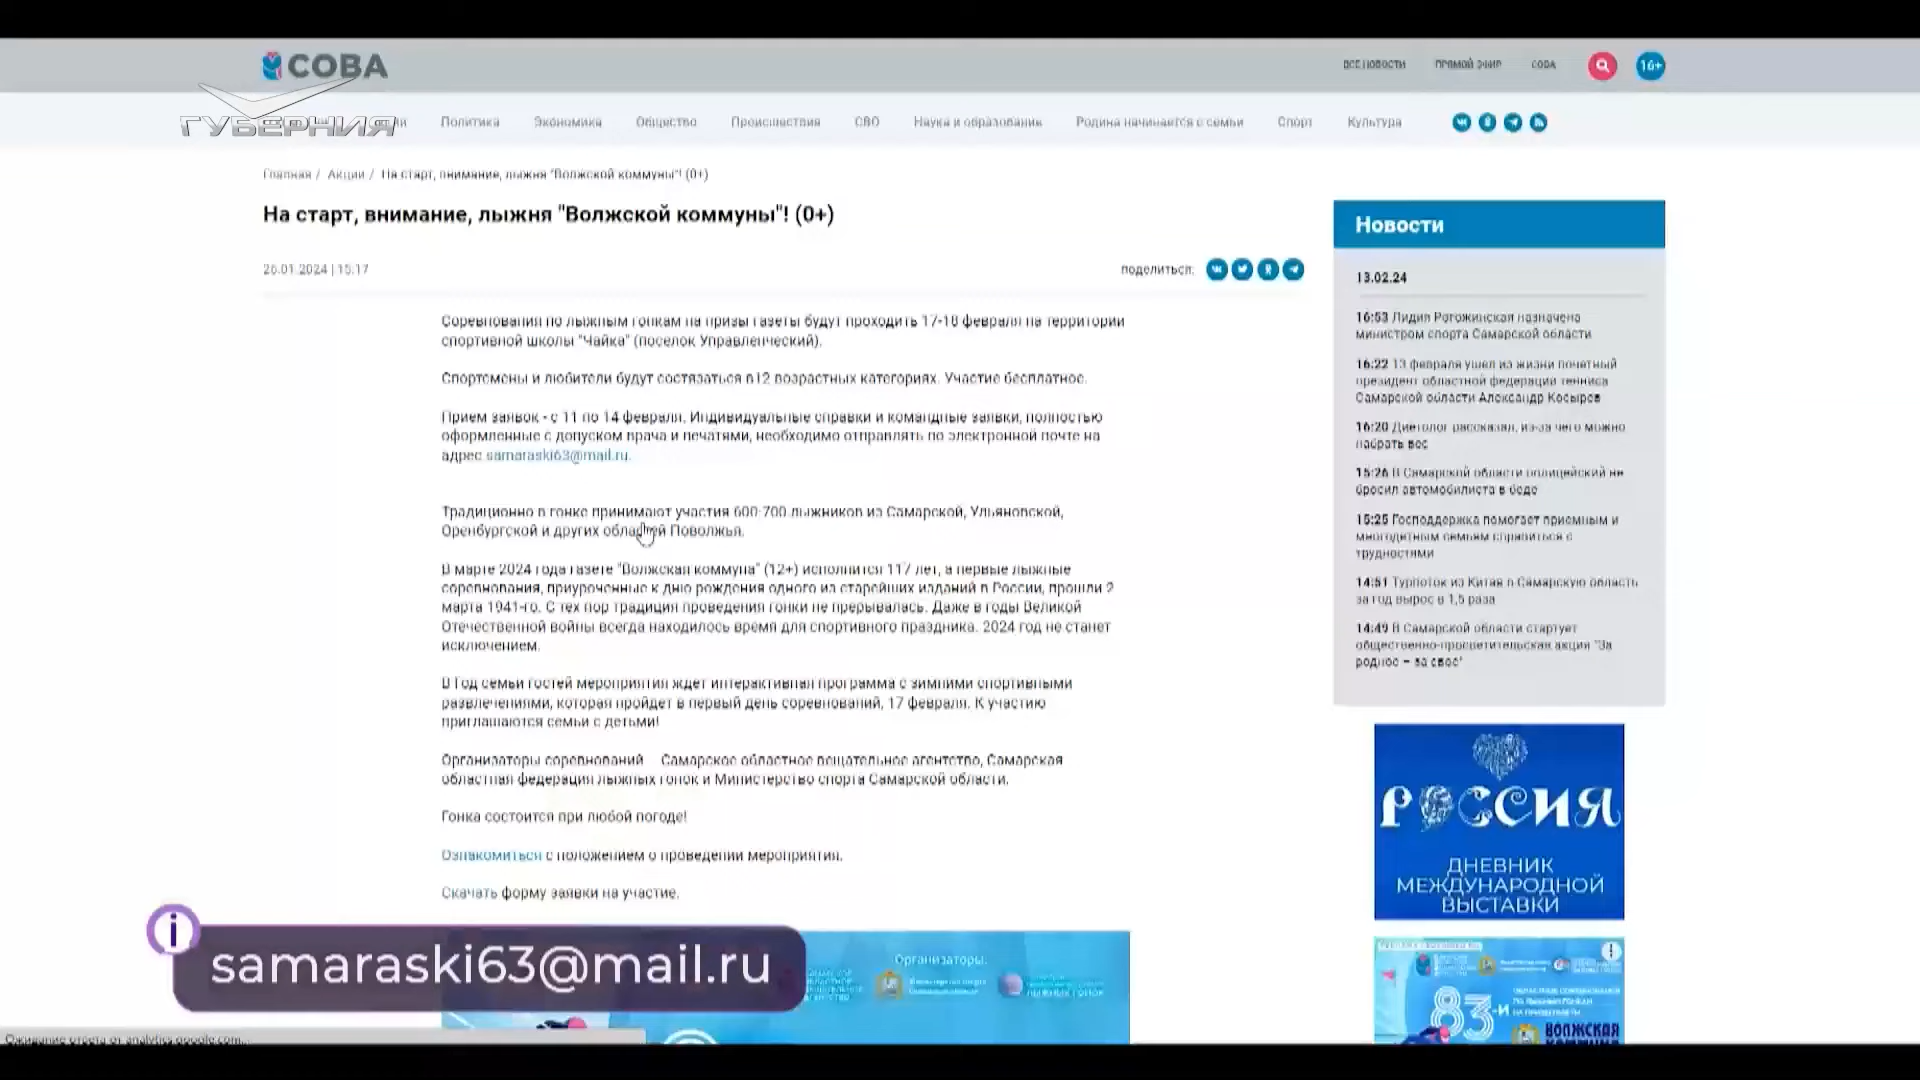 СОВА
ВСЕ НОВОСТИ ПРЯМОЙ ЭФИР СОВА 16+
ГУБЕРНИЯ
Политика Экономика Общество Происшествия СВО Наука и образование Родина начинается с семьи Спорт Культура
Главная / Акции / На старт, внимание, лыжня "Волжской коммуны"! (0+)
На старт, внимание, лыжня "Волжской коммуны"! (0+)
26.01.2024 | 15:17
поделиться:
Соревнования по лыжным гонкам на призы газеты будут проходить 17-18 февраля на территории
спортивной школы "Чайка" (поселок Управленческий).
Спортсмены и любители будут состязаться в12 возрастных категориях. Участие бесплатное.
Прием заявок - с 11 по 14 февраля. Индивидуальные справки и командные заявки, полностью
оформленные с допуском врача и печатями, необходимо отправлять по электронной почте на
адрес samaraski63@mail.ru.
Традиционно в гонке принимают участия 600-700 лыжников из Самарской, Ульяновской,
Оренбургской и других областей Поволжья.
В марте 2024 года газете "Волжская коммуна" (12+) исполнится 117 лет, а первые лыжные
соревнования, приуроченные к дню рождения одного из старейших изданий в России, прошли 2
марта 1941-го. С тех пор традиция проведения гонки не прерывалась. Даже в годы Великой
Отечественной войны всегда находилось время для спортивного праздника. 2024 год не станет
исключением.
В Год семьи гостей мероприятия ждет интерактивная программа с зимними спортивными
развлечениями, которая пройдет в первый день соревнований, 17 февраля. К участию
приглашаются семьи с детьми!
Организаторы соревнований Самарское областное вещательное агентство, Самарская
областная федерация лыжных гонок и Министерство спорта Самарской области.
Гонка состоится при любой погоде!
Ознакомиться с положением о проведении мероприятия.
Скачать форму заявки на участие.
Новости
13.02.24
16:53 Лидия Рогожинская назначена
министром спорта Самарской области
16:22 13 февраля ушел из жизни почетный
президент областной федерации тенниса
Самарской области Александр Косырев
16:20 Диетолог рассказал, из-за чего можно
набрать вес
15:26 В Самарской области полицейский не
бросил автомобилиста в беде
15:25 Господдержка помогает приемным и
многодетным семьям справиться с
трудностями
14:51 Турпоток из Китая в Самарскую область
за год вырос в 1,5 раза
14:49 В Самарской области стартует
общественно-просветительская акция "За
родное – за свое"
РОССИЯ
ДНЕВНИК
МЕЖДУНАРОДНОЙ
ВЫСТАВКИ
83-и
ВОЛЖСКАЯ
Организаторы:
ЛЫЖНЫХ ГОНОК
i
samaraski63@mail.ru
Ожидание ответа от analytics.google.com...